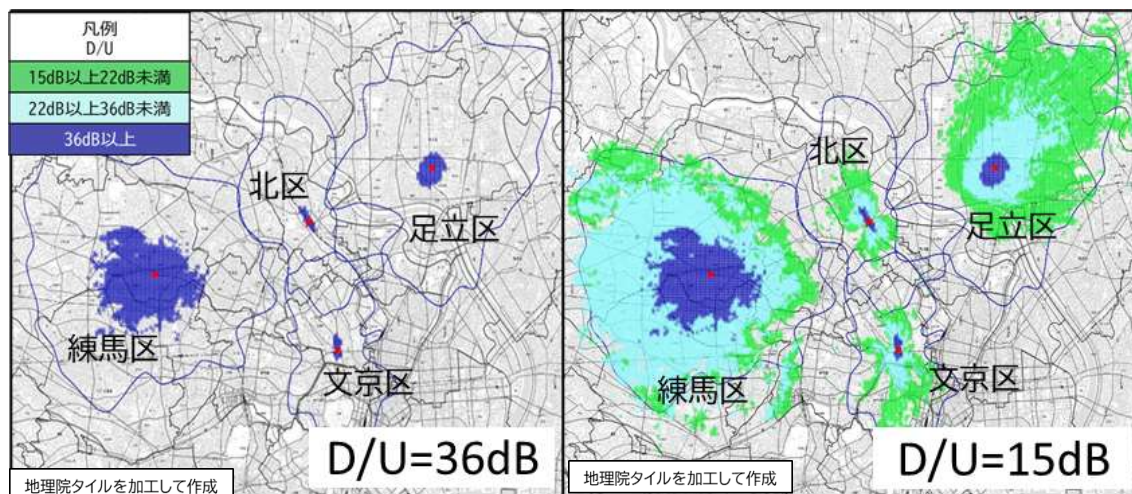 凡例
D/U
15dB以上22dB未満
22dB以上36dB未満
36dB以上
北区
足立区
練馬区
文京区
D/U=36dB
地理院タイルを加工して作成
北区
足立区
練馬区
文京区
D/U=15dB
地理院タイルを加工して作成